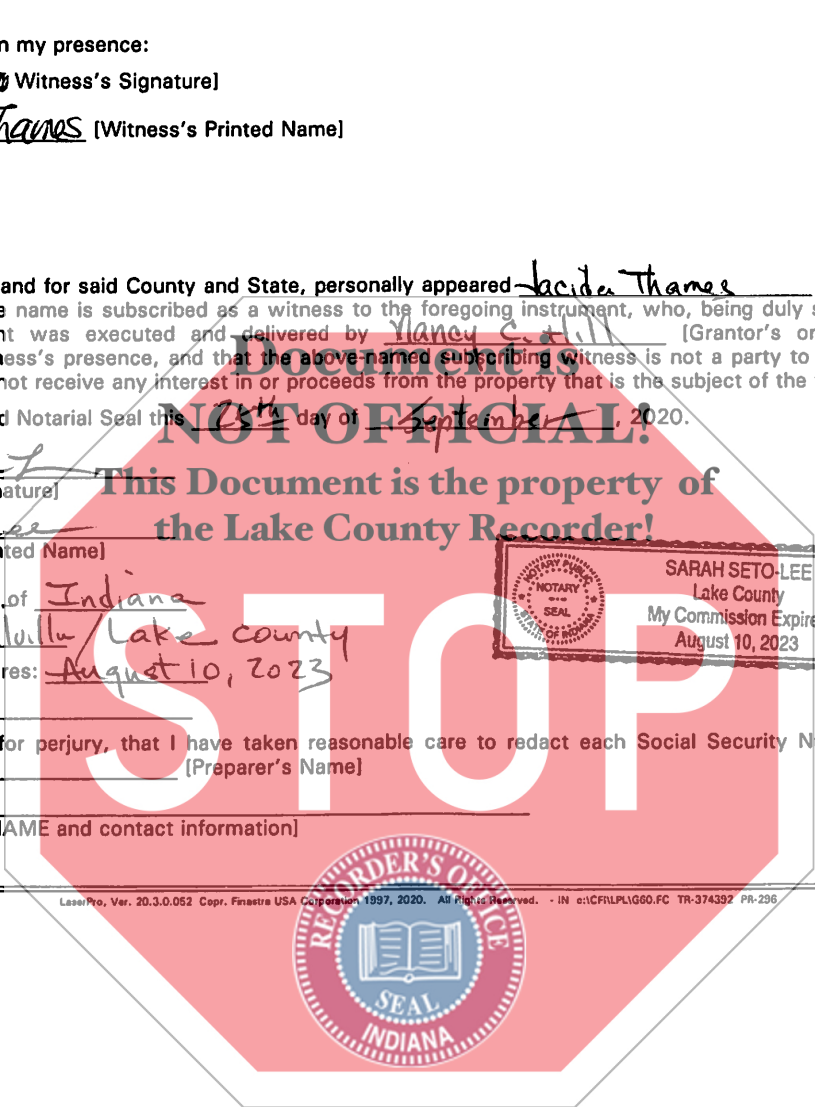 n my presence:
Witness's Signature]
Thames [Witness's Printed Name]
and for said County and State, personally appeared Jacida Thames
e name is subscribed as a witness to the foregoing instrument, who, being duly s
nt was executed and delivered by Nancy C. Hill [Grantor's or
ess's presence, and that the above-named subscribing witness is not a party to
not receive any interest in or proceeds from the property that is the subject of the
d Notarial Seal this 25th day of September, 2020.
Document is
NOT OFFICIAL!
This Document is the property of
the Lake County Recorder!
ature]
ee
ted Name]
SARAH SETO-LEE
Lake County
My Commission Expire
August 10, 2023
NOTARY PUBLIC
NOTARY
SEAL
STATE OF INDIANA
of Indiana
/ Lake County
res: August 10, 2023
STOP
for perjury, that I have taken reasonable care to redact each Social Security N
[Preparer's Name]
AME and contact information]
LaserPro, Ver. 20.3.0.052 Copr. Finastra USA Corporation 1997, 2020. All Rights Reserved. - IN c:\CFI\LPL\G60.FC TR-374392 PR-296
RECORDER'S OFFICE
SEAL
INDIANA